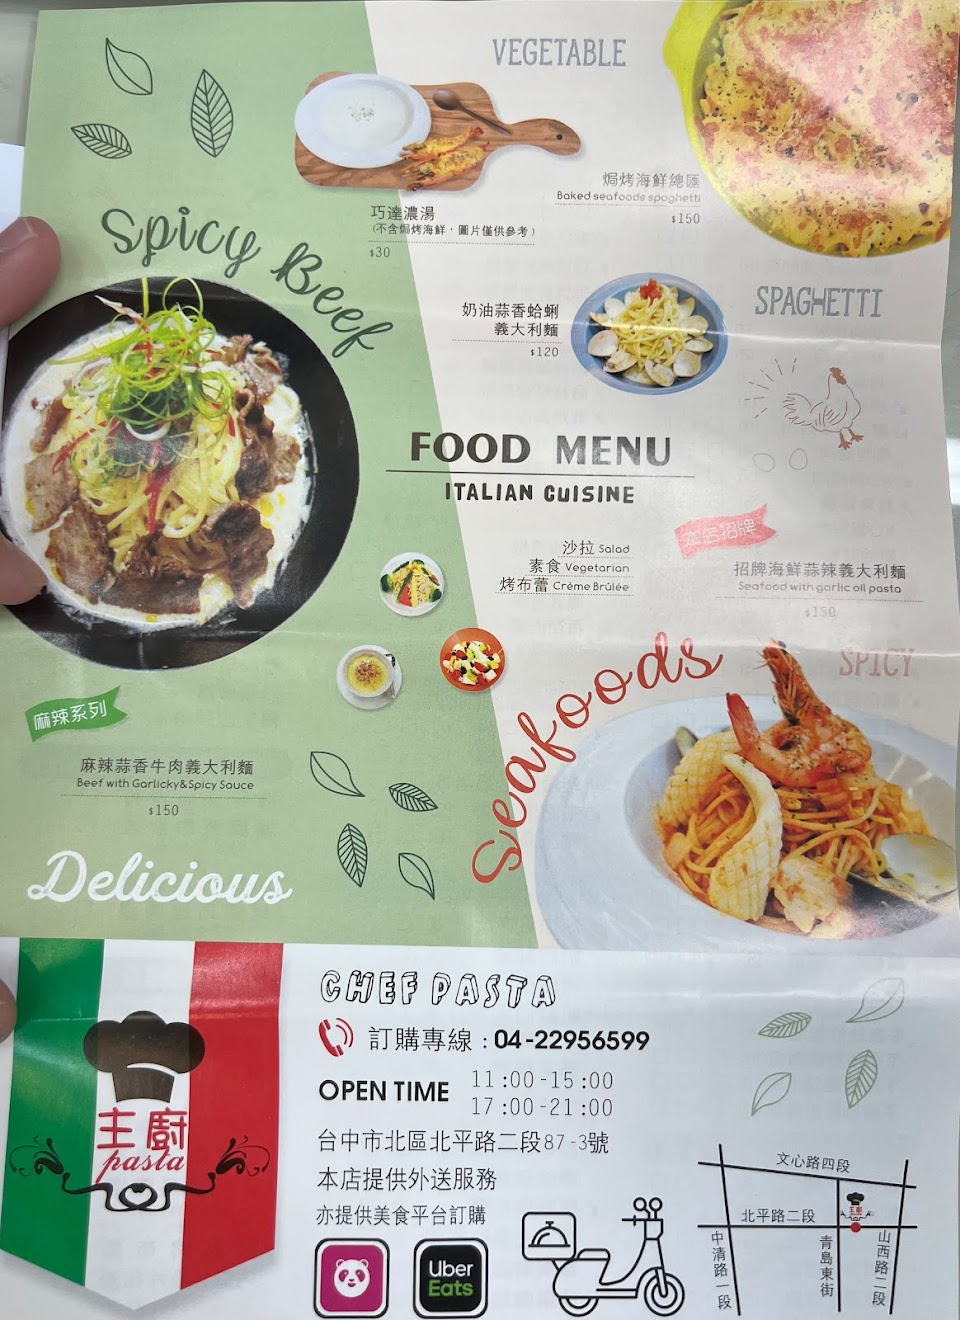 VEGETABLE
焗烤海鮮總匯
Baked seafoods spaghetti
$150
巧達濃湯
(不含焗烤海鮮，圖片僅供參考)
$30
Spicy Beef
奶油蒜香蛤蜊
義大利麵
$120
SPAGHETTI
FOOD MENU
ITALIAN CUISINE
沙拉 Salad
素食 Vegetarian
烤布蕾 Créme Brûlée
招牌海鮮蒜辣義大利麵
Seafood with garlic oil pasta
$150
SPICY
Seafoods
麻辣系列
麻辣蒜香牛肉義大利麵
Beef with Garlicky&Spicy Sauce
$150
Delicious
CHEF PASTA
訂購專線 : 04-22956599
OPEN TIME
11:00-15:00
17:00-21:00
台中市北區北平路二段87-3號
本店提供外送服務
亦提供美食平台訂購
Uber
Eats
主廚
pasta
文心路四段
北平路二段
主廚
中清路一段
青島東街
山西路二段